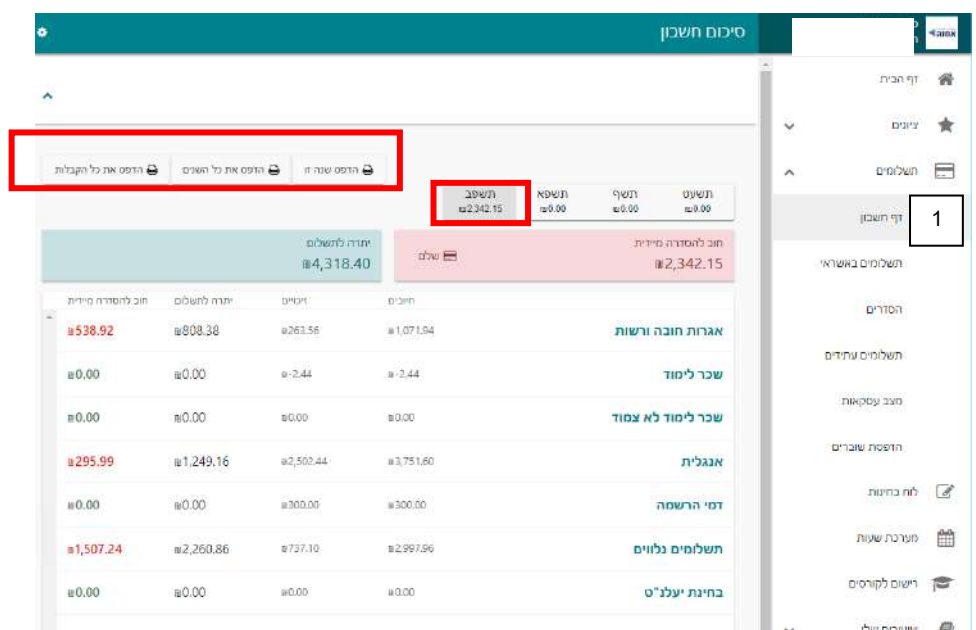 סיכום חשבון
דף הבית
ציונים
תשלומים
דף חשבון
1
תשלומים באשראי
הסדרים
תשלומים עתידים
מצב עסקאות
הדפסת שוברים
לוח בחינות
מערכת שעות
רישום לקורסים
הדפס שנה זו
הדפס את כל השנים
הדפס את כל הקבלות
תשעט תשף תשפא תשפב
₪0.00 ₪0.00 ₪0.00 ₪2,342.15
חוב להסדרה מיידית
₪2,342.15
שלם
יתרה לתשלום
₪4,318.40
חיובים זיכויים יתרה לתשלום חוב להסדרה מיידית
אגרות חובה ורשות ₪1,071.94 ₪263.56 ₪808.38 ₪538.92
שכר לימוד ₪-2.44 ₪-2.44 ₪0.00 ₪0.00
שכר לימוד לא צמוד ₪0.00 ₪0.00 ₪0.00 ₪0.00
אנגלית ₪3,751.60 ₪2,502.44 ₪1,249.16 ₪295.99
דמי הרשמה ₪300.00 ₪300.00 ₪0.00 ₪0.00
תשלומים נלווים ₪2,997.96 ₪737.10 ₪2,260.86 ₪1,507.24
בחינת יעלנ"ט ₪0.00 ₪0.00 ₪0.00 ₪0.00